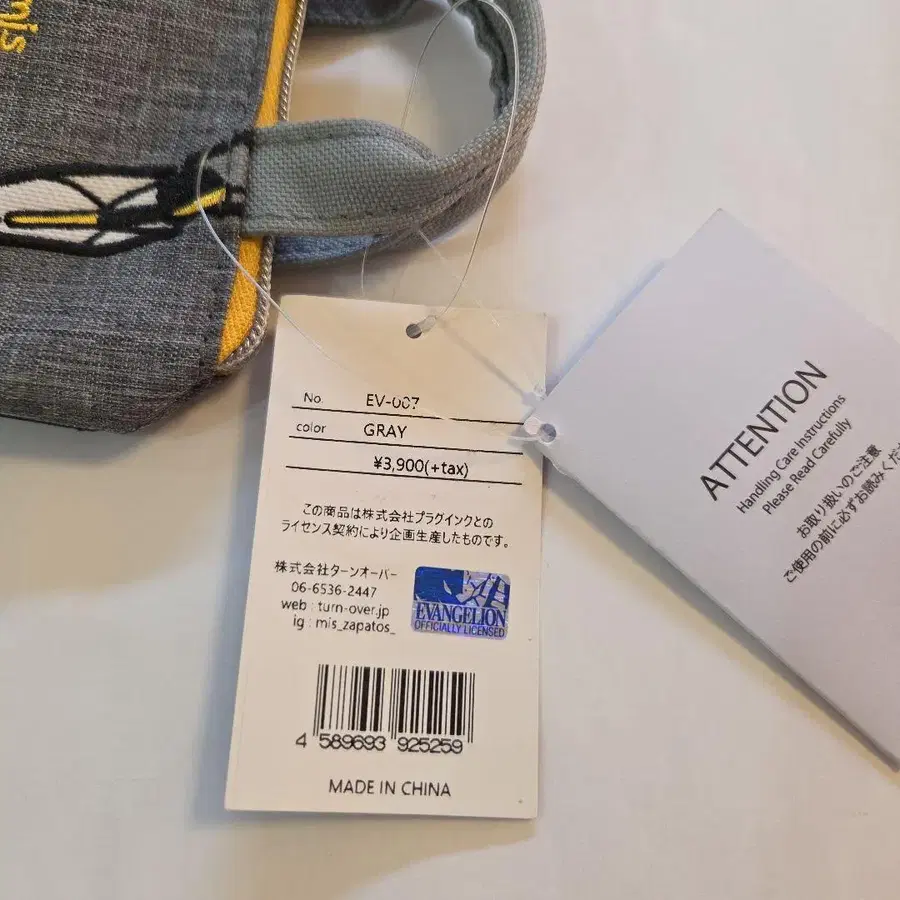 mis
No. EV-007
color GRAY
¥3,900(+tax)
この商品は株式会社プラグインクとの
ライセンス契約により企画生産したものです。
株式会社ターンオーバー
06-6536-2447
web : turn-over.jp
ig : mis_zapatos_
EVANGELION
OFFICIALLY LICENSED
4 589693 925259
MADE IN CHINA
ATTENTION
Handling Care Instructions
Please Read Carefully
お取り扱いのご注意
ご使用の前に必ずお読みくだ